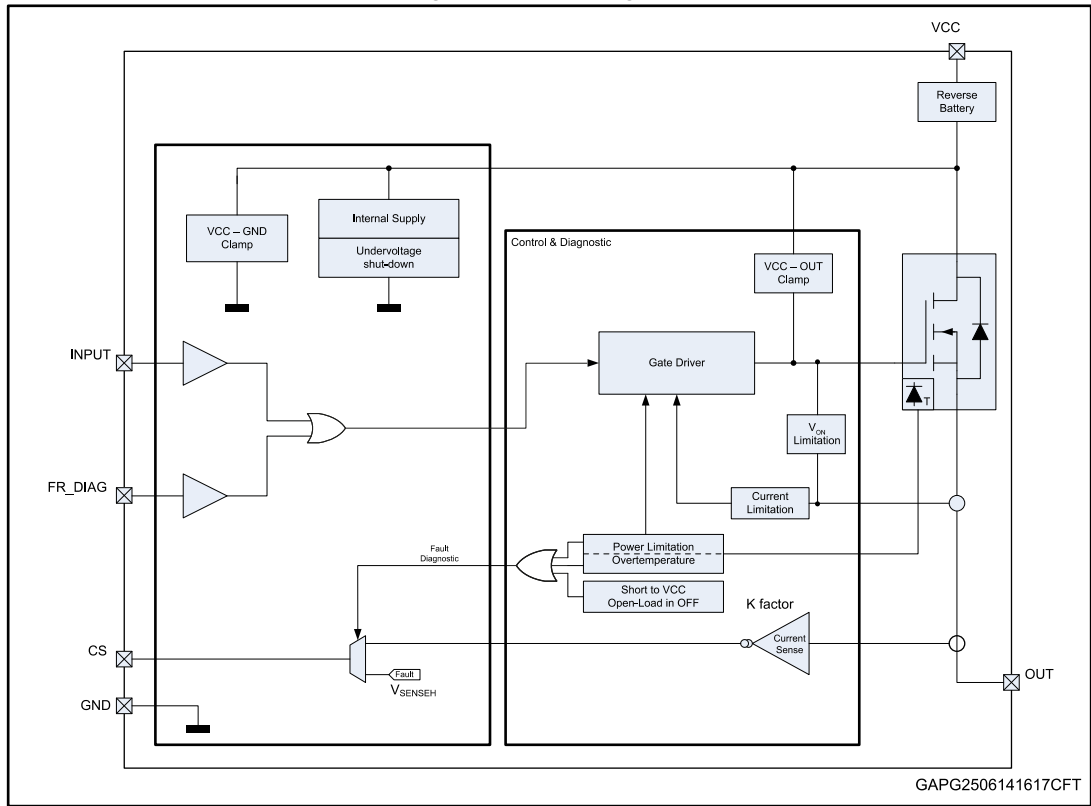 VCC
Reverse
Battery
VCC – GND
Clamp
Internal Supply
Undervoltage
shut-down
Control & Diagnostic
VCC – OUT
Clamp
INPUT
Gate Driver
T
VON
Limitation
FR_DIAG
Current
Limitation
Fault
Diagnostic
Power Limitation
Overtemperature
Short to VCC
Open-Load in OFF
K factor
Current
Sense
CS
Fault
VSENSEH
OUT
GND
GAPG2506141617CFT